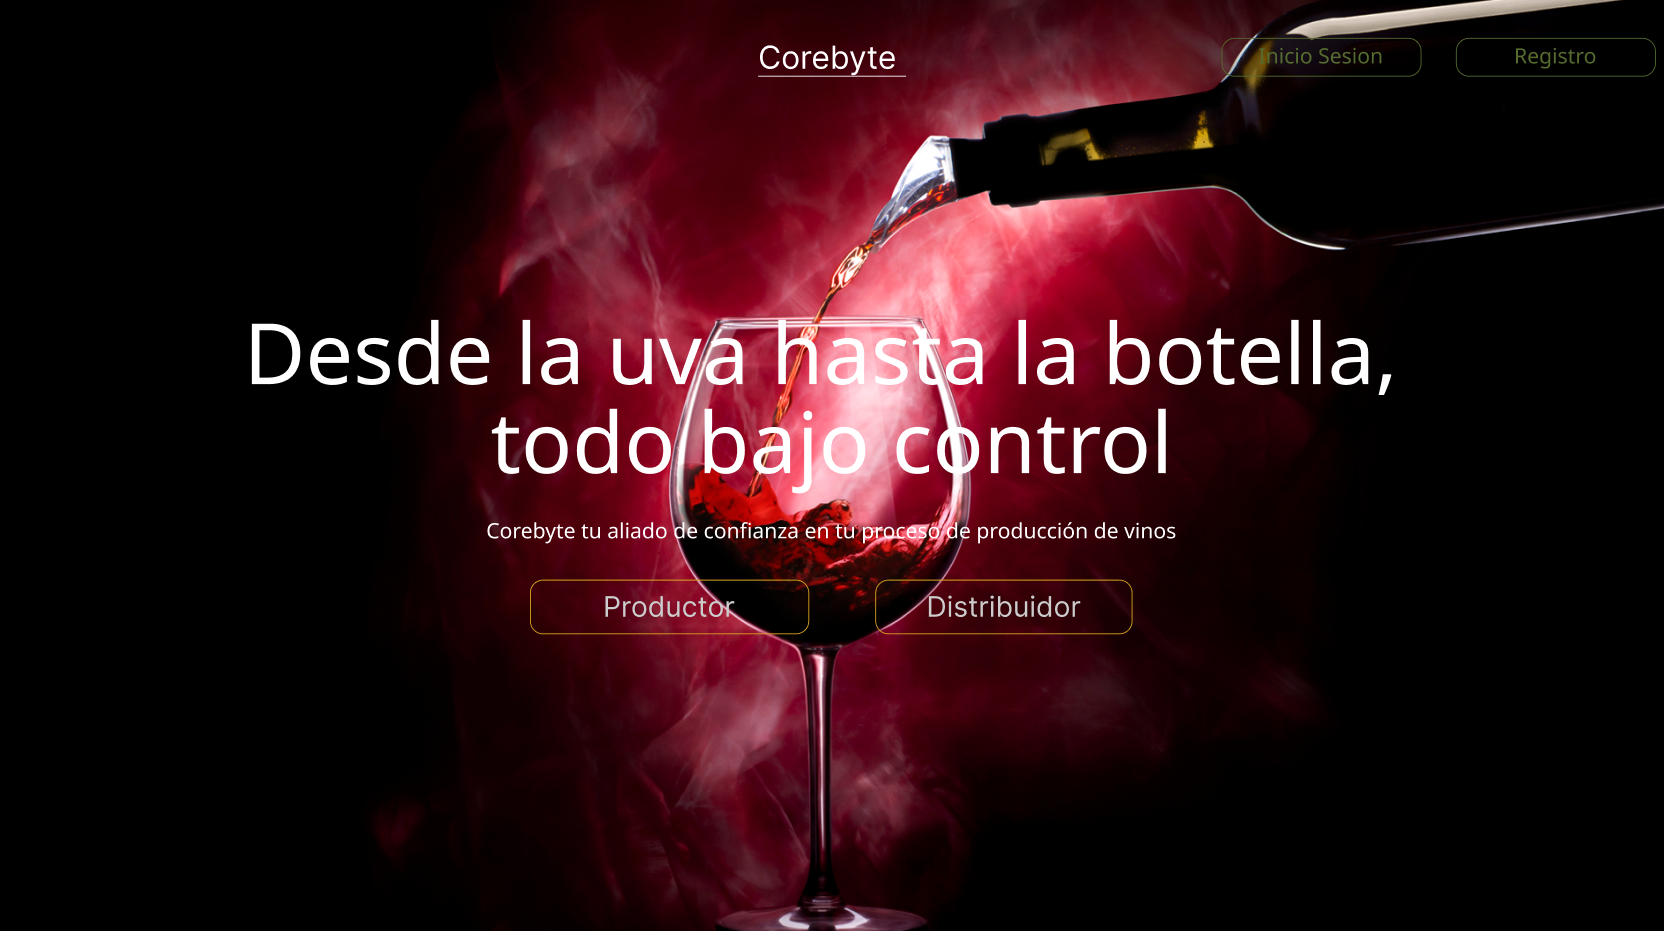 Corebyte
Inicio Sesion
Registro
Desde la uva hasta la botella,
todo bajo control
Corebyte tu aliado de confianza en tu proceso de producción de vinos
Productor
Distribuidor